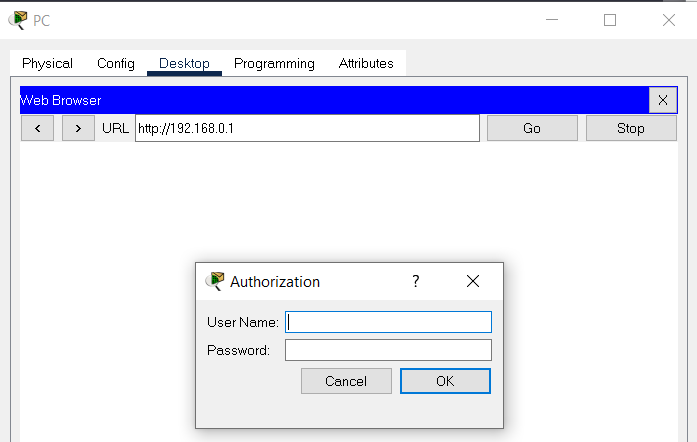 PC
Physical Config Desktop Programming Attributes
Web Browser X
< > URL http://192.168.0.1 Go Stop
Authorization ?
User Name:
Password:
Cancel OK